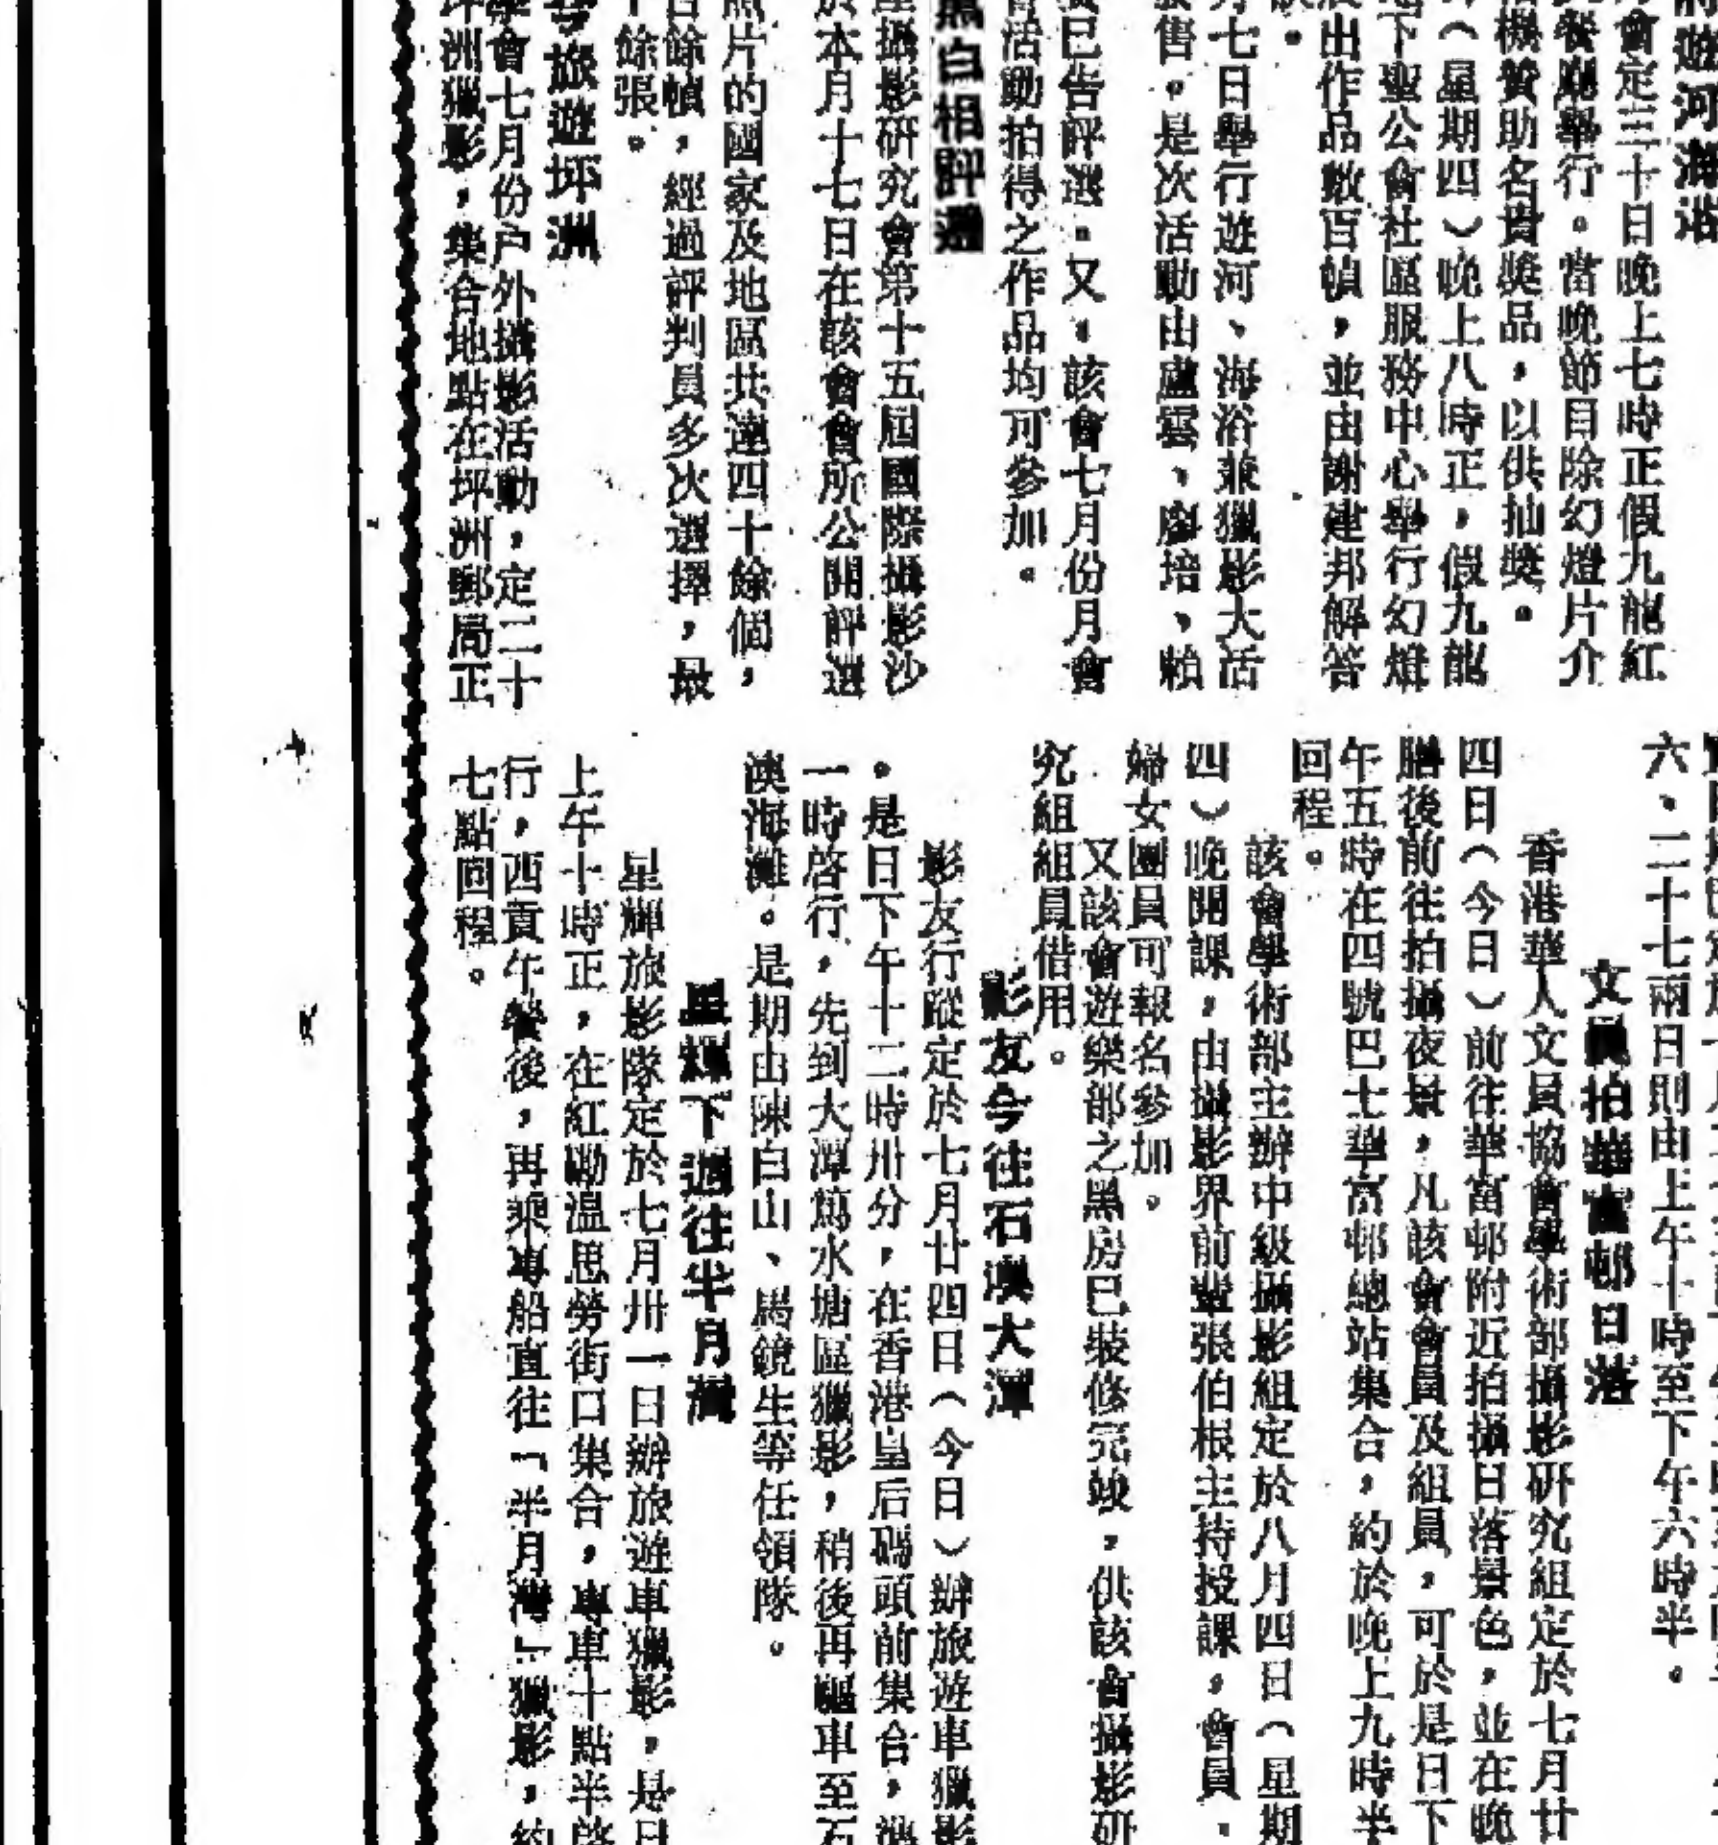 遊河海浴
會定三十日晚上七時正假九龍紅
餐廳舉行。當晚節目除幻燈片介
機贊助名貴獎品，以供抽獎。
（星期四）晚上八時正，假九龍
下聖公會社區服務中心舉行幻燈
出作品數百幀，並由謝建邦解答
七日舉行遊河、海浴兼獵影大活
售。是次活動由盧雲、廖培、賴
已告評選。又，該會七月份月會
活動拍得之作品均可參加。
黑白相評選
攝影研究會第十五屆國際攝影沙
於本月十七日在該會會所公開評選
照片的國家及地區共達四十餘個，
百餘幀，經過評判員多次選擇，最
十餘張。
旅遊坪洲
學會七月份户外攝影活動，定二十
坪洲獵影，集合地點在坪洲郵局正
六、二十七兩日則由上午十時至下午六時半。
文員拍華富邨日落
香港華人文員協會學術部攝影研究組定於七月廿
四日（今日）前往華富邨附近拍攝日落景色，並在晚
膳後前往拍攝夜景，凡該會會員及組員，可於是日下
午五時在四號巴士華富邨總站集合，約於晚上九時半
回程。
該會學術部主辦中級攝影組定於八月四日（星期
四）晚開課，由攝影界前輩張伯根主持授課，會員、
婦女團員可報名參加。
又該會遊樂部之黑房已裝修完竣，供該會攝影研
究組組員借用。
影友今往石澳大潭
影友行蹤定於七月廿四日（今日）辦旅遊車獵影
。是日下午十二時卅分，在香港皇后碼頭前集合，準
一時啓行，先到大潭篤水塘區獵影，稍後再驅車至石
澳海灘。是期由陳白山、馬鏡生等任領隊。
星輝下週往半月灣
星輝旅影隊定於七月卅一日辦旅遊車獵影，是日
上午十時正，在紅磡温思勞街口集合，專車十點半啓
行，西貢午餐後，再乘專船直往「半月灣」獵影，約
七點回程。